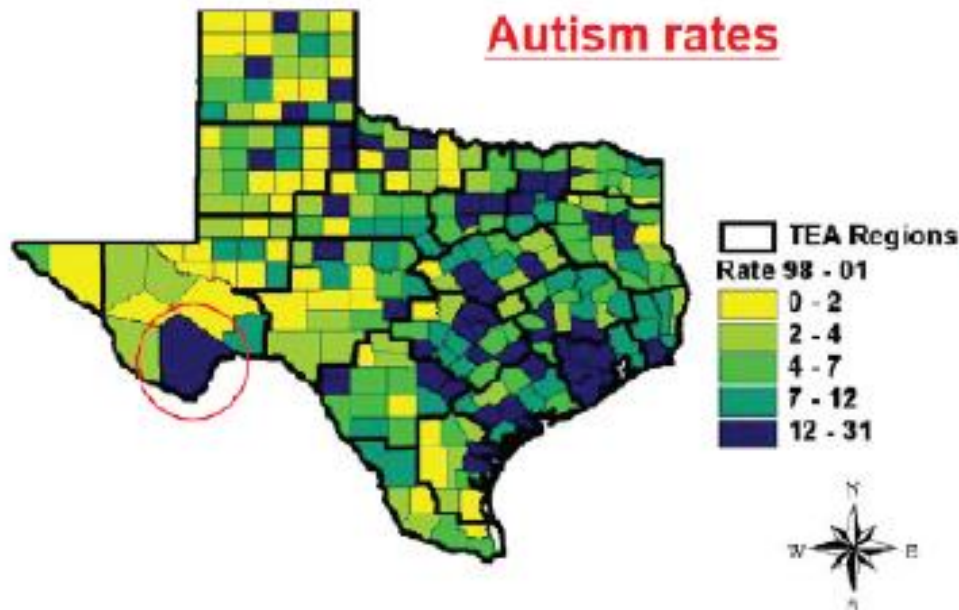 Autism rates
TEA Regions
Rate 98 - 01
0 - 2
2 - 4
4 - 7
7 - 12
12 - 31
N
W E
S